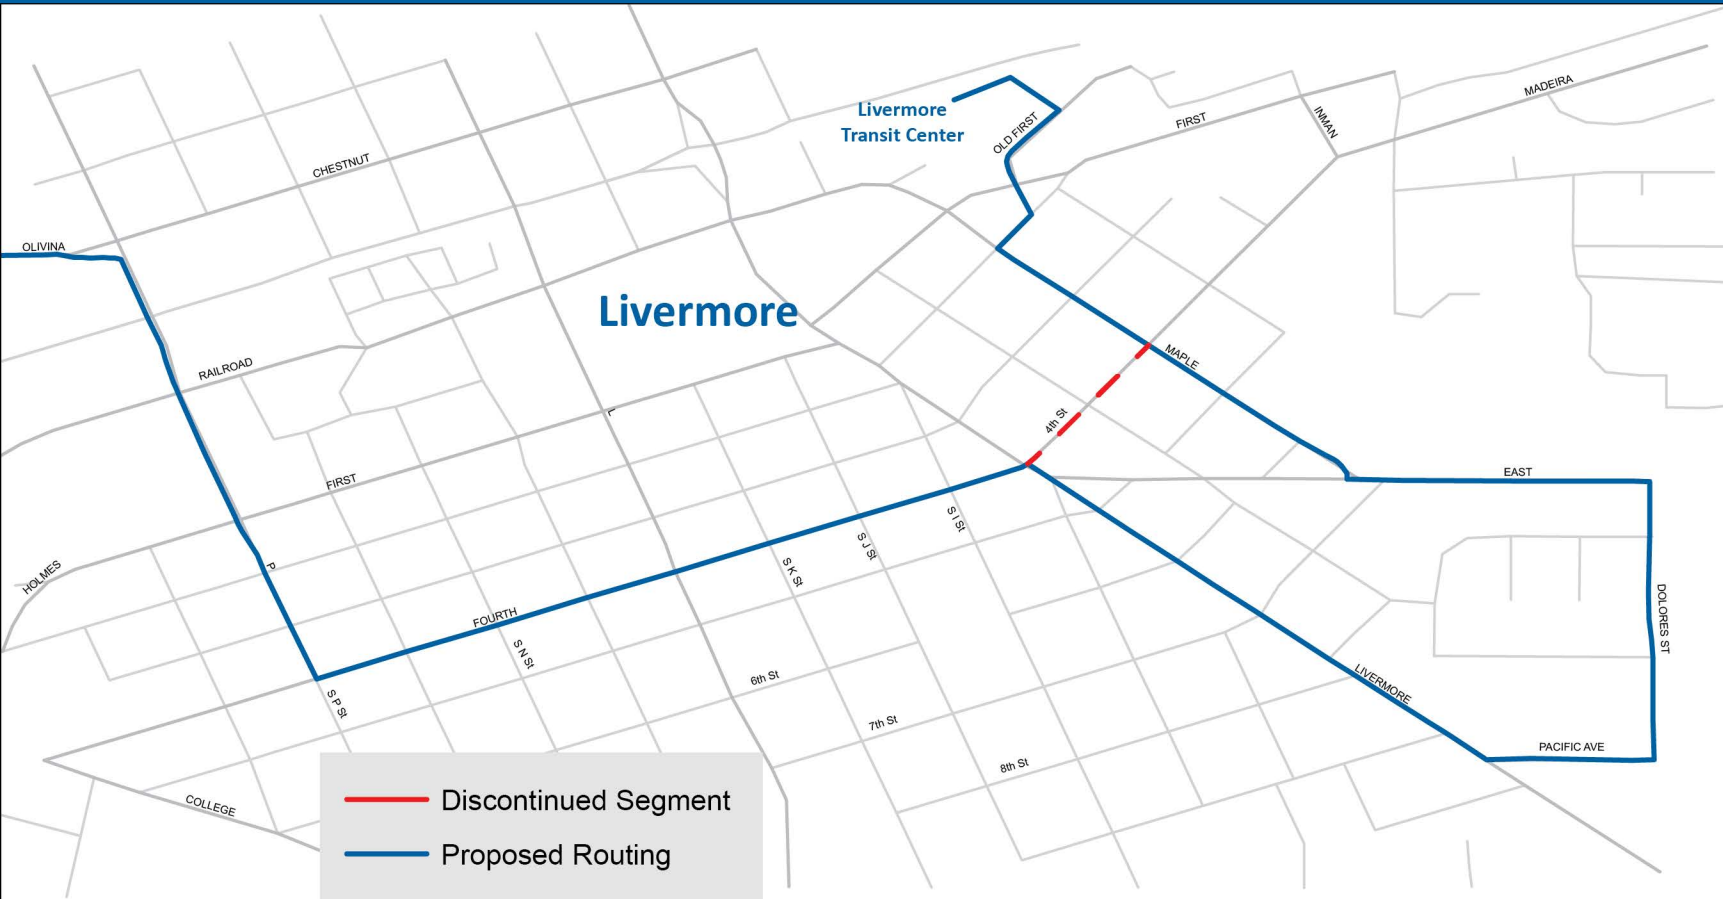 MADEIRA
Livermore
Transit Center
OLD FIRST
FIRST
INMAN
CHESTNUT
OLIVINA
Livermore
RAILROAD
MAPLE
L
4th St
FIRST
EAST
S I St
S J St
S K St
HOLMES
P
DOLORES ST
FOURTH
S N St
6th St
LIVERMORE
S P St
7th St
PACIFIC AVE
8th St
COLLEGE
Discontinued Segment
Proposed Routing